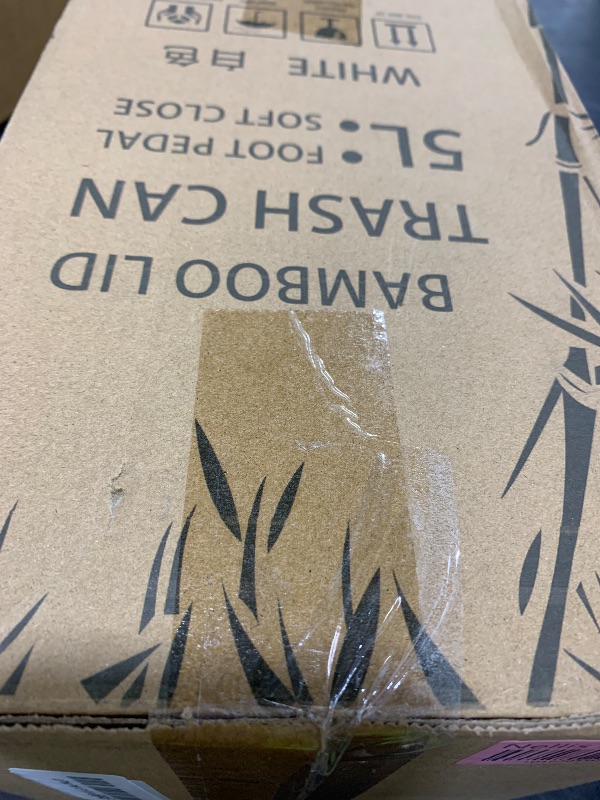 BAMBOO LID
TRASH CAN
5L: FOOT PEDAL
SOFT CLOSE
WHITE 白色